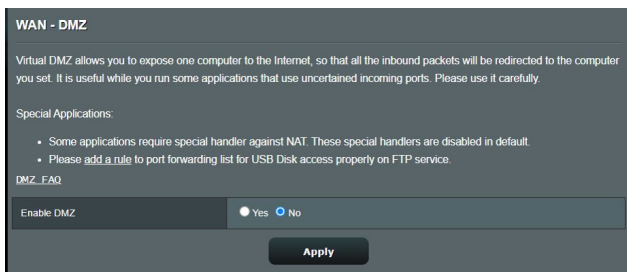 WAN - DMZ
Virtual DMZ allows you to expose one computer to the Internet, so that all the inbound packets will be redirected to the computer
you set. It is useful while you run some applications that use uncertained incoming ports. Please use it carefully.
Special Applications:
• Some applications require special handler against NAT. These special handlers are disabled in default.
• Please add a rule to port forwarding list for USB Disk access properly on FTP service.
DMZ FAQ
Enable DMZ Yes No
Apply